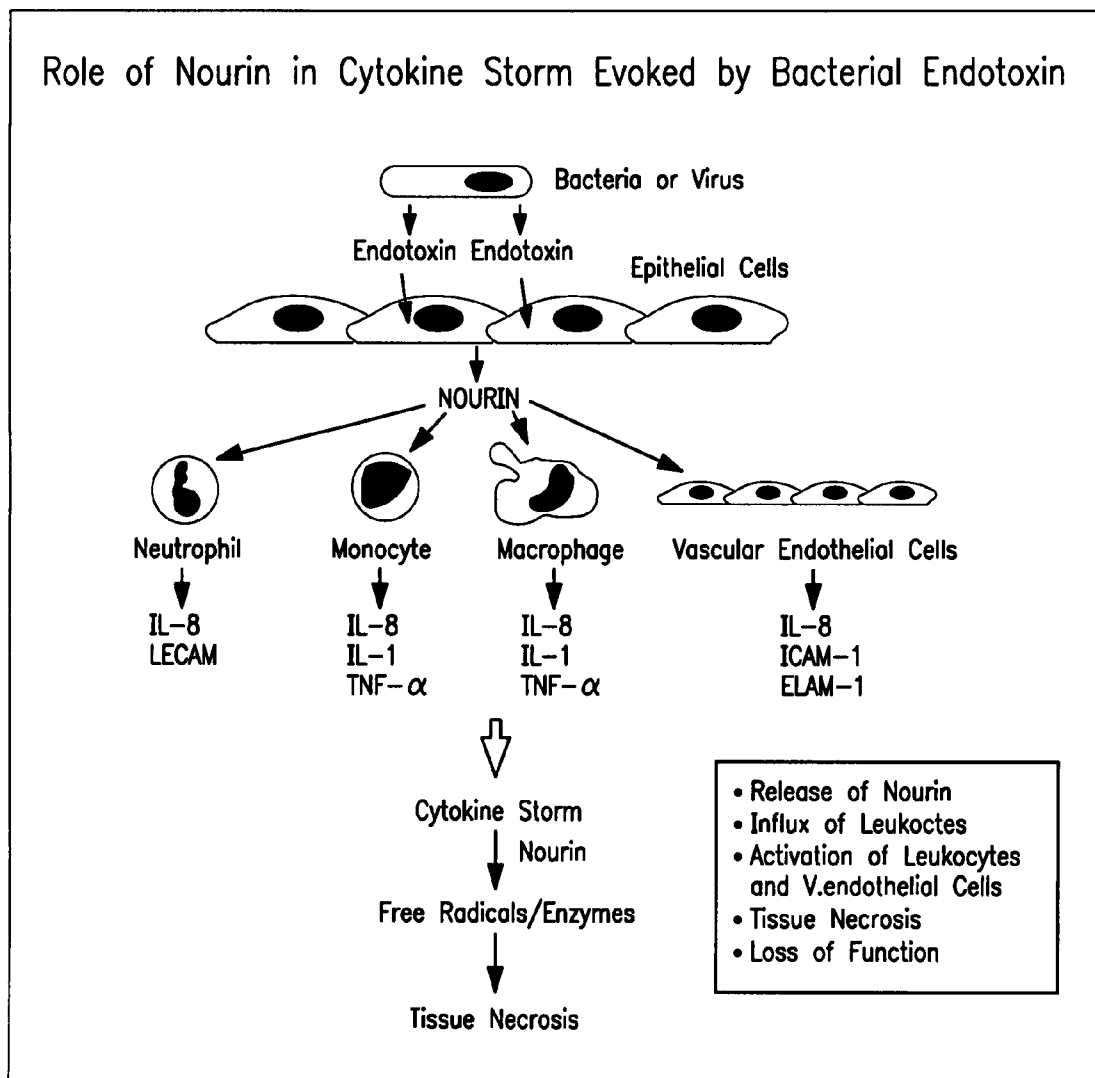 Role of Nourin in Cytokine Storm Evoked by Bacterial Endotoxin
Bacteria or Virus
Endotoxin Endotoxin
Epithelial Cells
NOURIN
Neutrophil
Monocyte
Macrophage
Vascular Endothelial Cells
IL-8
LECAM
IL-8
IL-1
TNF-α
IL-8
IL-1
TNF-α
IL-8
ICAM-1
ELAM-1
Cytokine Storm
Nourin
Free Radicals/Enzymes
Tissue Necrosis
• Release of Nourin
• Influx of Leukoctes
• Activation of Leukocytes
and V.endothelial Cells
• Tissue Necrosis
• Loss of Function